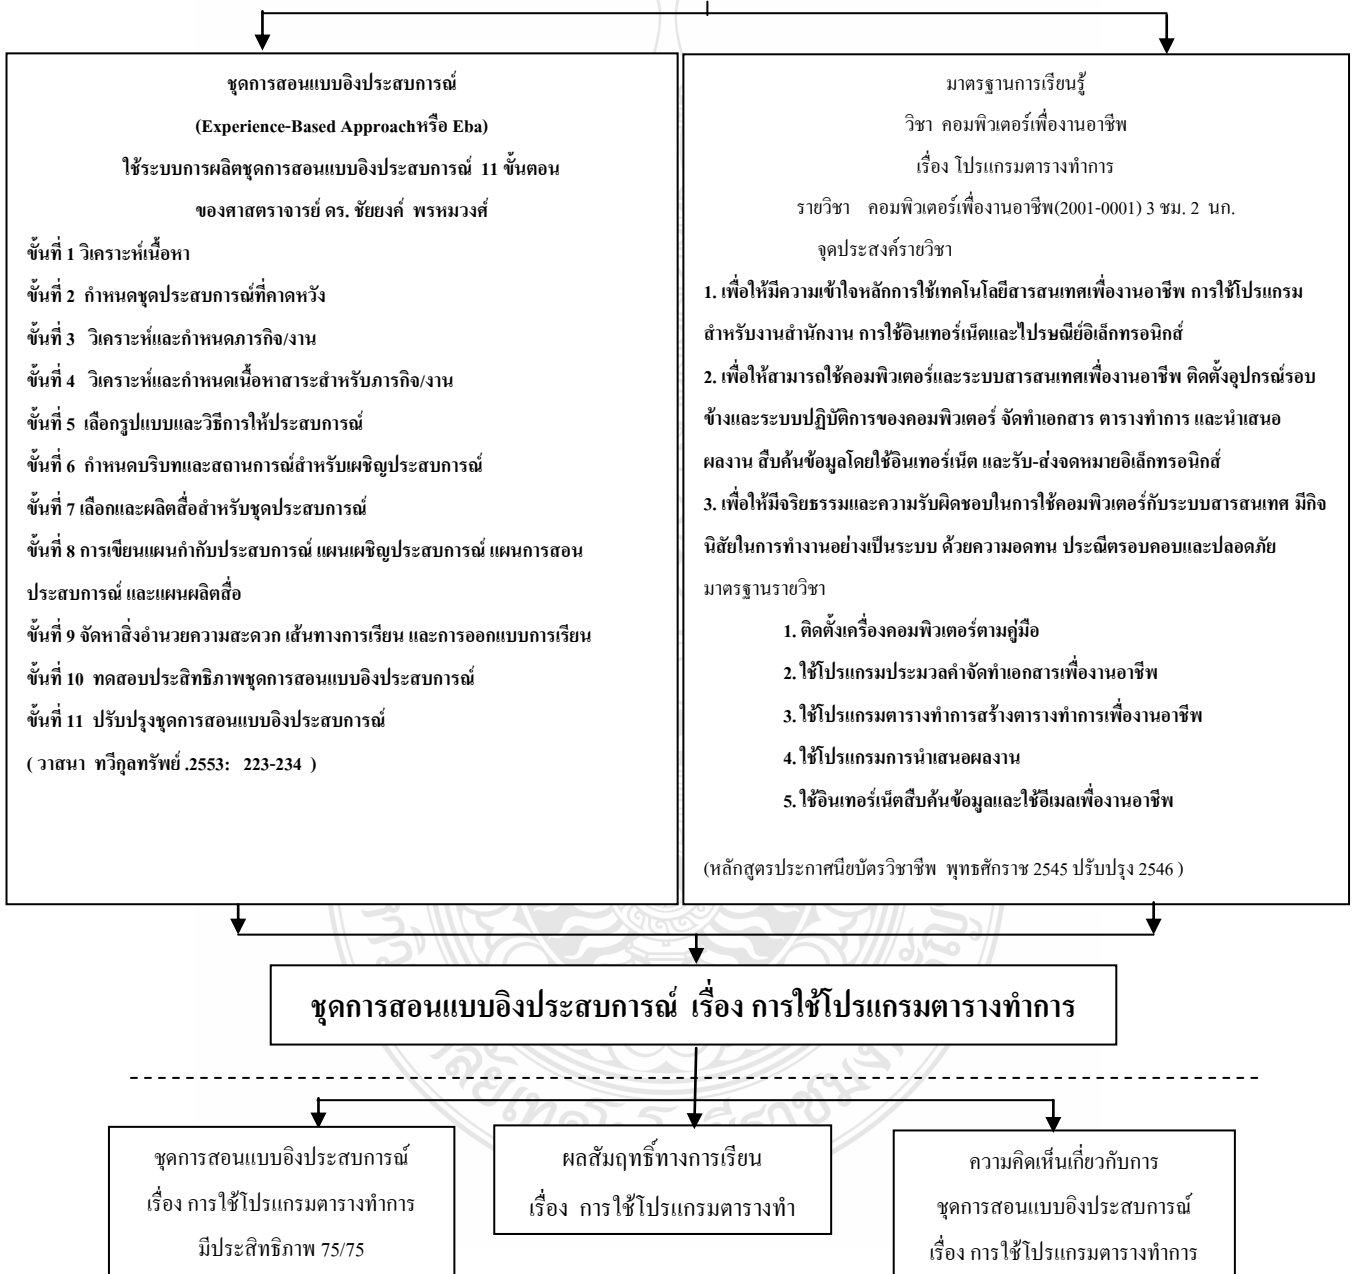 ชุดการสอนแบบอิงประสบการณ์
(Experience-Based Approachหรือ Eba)
ใช้ระบบการผลิตชุดการสอนแบบอิงประสบการณ์ 11 ขั้นตอน
ของศาสตราจารย์ ดร. ชัยยงค์ พรหมวงศ์
ขั้นที่ 1 วิเคราะห์เนื้อหา
ขั้นที่ 2 กำหนดชุดประสบการณ์ที่คาดหวัง
ขั้นที่ 3 วิเคราะห์และกำหนดภารกิจ/งาน
ขั้นที่ 4 วิเคราะห์และกำหนดเนื้อหาสาระสำหรับภารกิจ/งาน
ขั้นที่ 5 เลือกรูปแบบและวิธีการให้ประสบการณ์
ขั้นที่ 6 กำหนดบริบทและสถานการณ์สำหรับเผชิญประสบการณ์
ขั้นที่ 7 เลือกและผลิตสื่อสำหรับชุดประสบการณ์
ขั้นที่ 8 การเขียนแผนกำกับประสบการณ์ แผนเผชิญประสบการณ์ แผนการสอน
ประสบการณ์ และแผนผลิตสื่อ
ขั้นที่ 9 จัดหาสิ่งอำนวยความสะดวก เส้นทางการเรียน และการออกแบบการเรียน
ขั้นที่ 10 ทดสอบประสิทธิภาพชุดการสอนแบบอิงประสบการณ์
ขั้นที่ 11 ปรับปรุงชุดการสอนแบบอิงประสบการณ์
( วาสนา ทวีกุลทรัพย์ .2553: 223-234 )
มาตรฐานการเรียนรู้
วิชา คอมพิวเตอร์เพื่องานอาชีพ
เรื่อง โปรแกรมตารางทำการ
รายวิชา คอมพิวเตอร์เพื่องานอาชีพ(2001-0001) 3 ชม. 2 นก.
จุดประสงค์รายวิชา
1. เพื่อให้มีความเข้าใจหลักการใช้เทคโนโลยีสารสนเทศเพื่องานอาชีพ การใช้โปรแกรม
สำหรับงานสำนักงาน การใช้อินเทอร์เน็ตและไปรษณีย์อิเล็กทรอนิกส์
2. เพื่อให้สามารถใช้คอมพิวเตอร์และระบบสารสนเทศเพื่องานอาชีพ ติดตั้งอุปกรณ์รอบ
ข้างและระบบปฏิบัติการของคอมพิวเตอร์ จัดทำเอกสาร ตารางทำการ และนำเสนอ
ผลงาน สืบค้นข้อมูลโดยใช้อินเทอร์เน็ต และรับ-ส่งจดหมายอิเล็กทรอนิกส์
3. เพื่อให้มีจริยธรรมและความรับผิดชอบในการใช้คอมพิวเตอร์กับระบบสารสนเทศ มีกิจ
นิสัยในการทำงานอย่างเป็นระบบ ด้วยความอดทน ประณีตรอบคอบและปลอดภัย
มาตรฐานรายวิชา
1. ติดตั้งเครื่องคอมพิวเตอร์ตามคู่มือ
2. ใช้โปรแกรมประมวลคำจัดทำเอกสารเพื่องานอาชีพ
3. ใช้โปรแกรมตารางทำการสร้างตารางทำการเพื่องานอาชีพ
4. ใช้โปรแกรมการนำเสนอผลงาน
5. ใช้อินเทอร์เน็ตสืบค้นข้อมูลและใช้อีเมลเพื่องานอาชีพ
(หลักสูตรประกาศนียบัตรวิชาชีพ พุทธศักราช 2545 ปรับปรุง 2546 )
ชุดการสอนแบบอิงประสบการณ์ เรื่อง การใช้โปรแกรมตารางทำการ
ชุดการสอนแบบอิงประสบการณ์
เรื่อง การใช้โปรแกรมตารางทำการ
มีประสิทธิภาพ 75/75
ผลสัมฤทธิ์ทางการเรียน
เรื่อง การใช้โปรแกรมตารางทำ
ความคิดเห็นเกี่ยวกับการ
ชุดการสอนแบบอิงประสบการณ์
เรื่อง การใช้โปรแกรมตารางทำการ